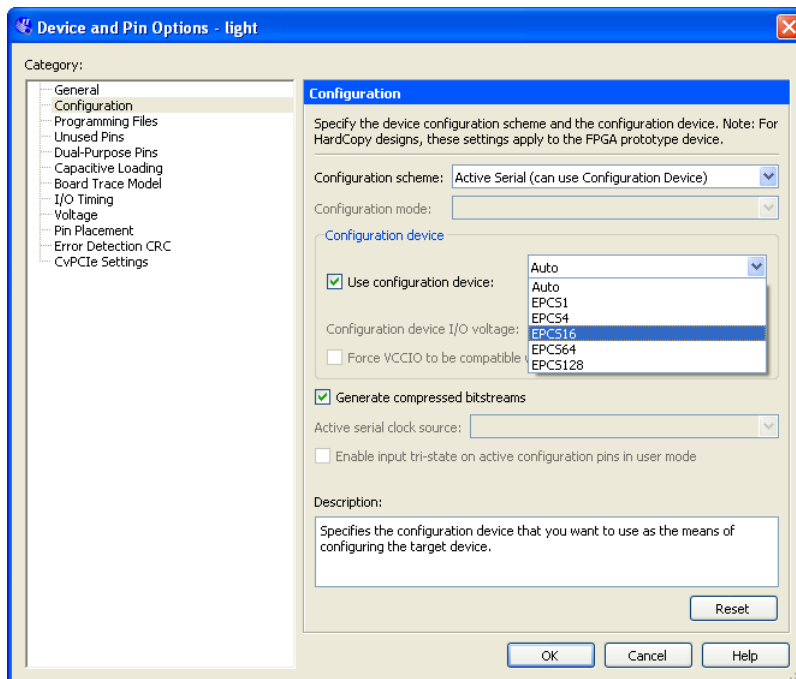 Device and Pin Options - light
Category:
General
Configuration
Programming Files
Unused Pins
Dual-Purpose Pins
Capacitive Loading
Board Trace Model
I/O Timing
Voltage
Pin Placement
Error Detection CRC
CvPCIe Settings
Configuration
Specify the device configuration scheme and the configuration device. Note: For
HardCopy designs, these settings apply to the FPGA prototype device.
Configuration scheme: Active Serial (can use Configuration Device)
Configuration mode:
Configuration device
Use configuration device: Auto
Auto
EPCS1
EPCS4
EPCS16
EPCS64
EPCS128
Configuration device I/O voltage:
Force VCCIO to be compatible
Generate compressed bitstreams
Active serial clock source:
Enable input tri-state on active configuration pins in user mode
Description:
Specifies the configuration device that you want to use as the means of
configuring the target device.
Reset
OK Cancel Help